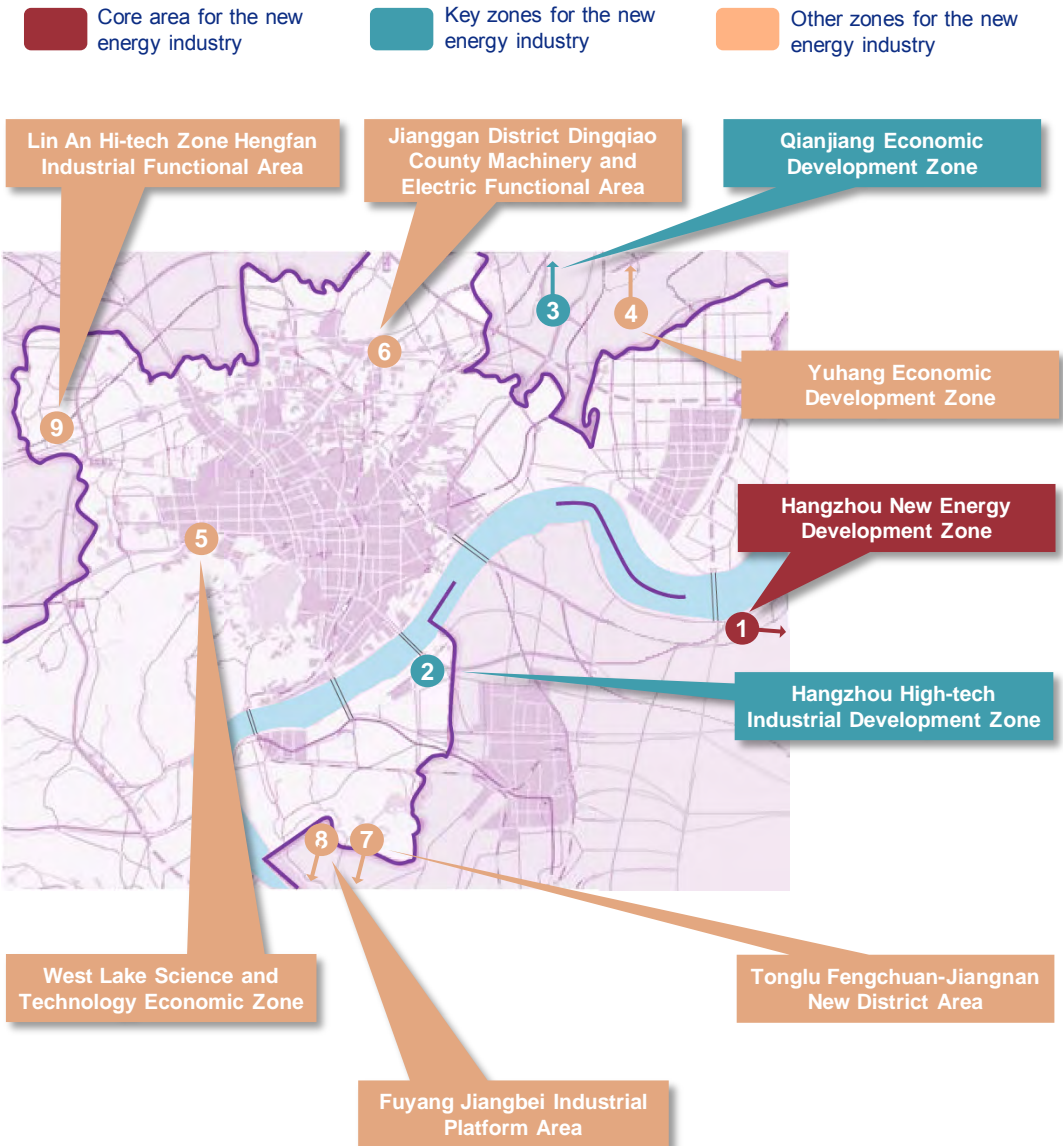 Core area for the new
energy industry
Key zones for the new
energy industry
Other zones for the new
energy industry
Lin An Hi-tech Zone Hengfan
Industrial Functional Area
Jianggan District Dingqiao
County Machinery and
Electric Functional Area
Qianjiang Economic
Development Zone
3
4
6
Yuhang Economic
Development Zone
9
Hangzhou New Energy
Development Zone
5
1
2
Hangzhou High-tech
Industrial Development Zone
8
7
West Lake Science and
Technology Economic Zone
Tonglu Fengchuan-Jiangnan
New District Area
Fuyang Jiangbei Industrial
Platform Area